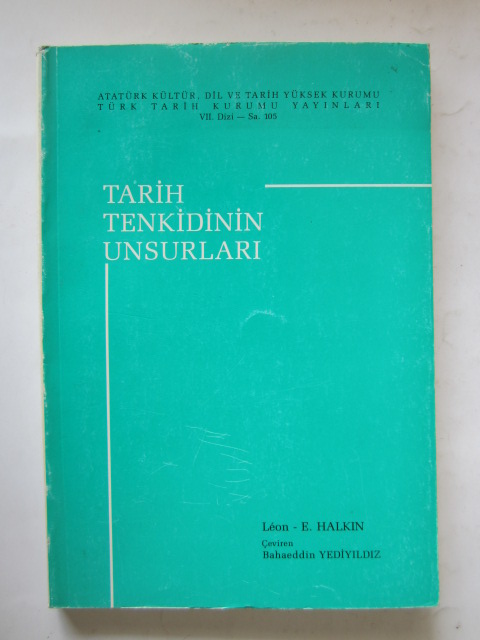 ATATÜRK KÜLTÜR, DİL VE TARİH YÜKSEK KURUMU
TÜRK TARİH KURUMU YAYINLARI
VII. Dizi — Sa. 105
TARİH
TENKİDİNİN
UNSURLARI
Léon - E. HALKIN
Çeviren
Bahaeddin YEDİYILDIZ